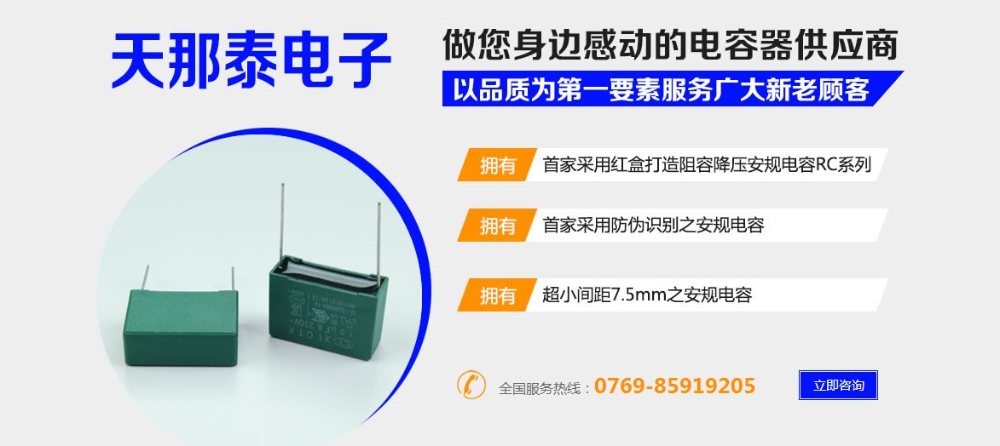 天那泰电子
做您身边感动的电容器供应商
以品质为第一要素服务广大新老顾客
拥有 首家采用红盒打造阻容降压安规电容RC系列
拥有 首家采用防伪识别之安规电容
拥有 超小间距7.5mm之安规电容
XICTX
310V~
40/110/21
全国服务热线：0769-85919205
立即咨询